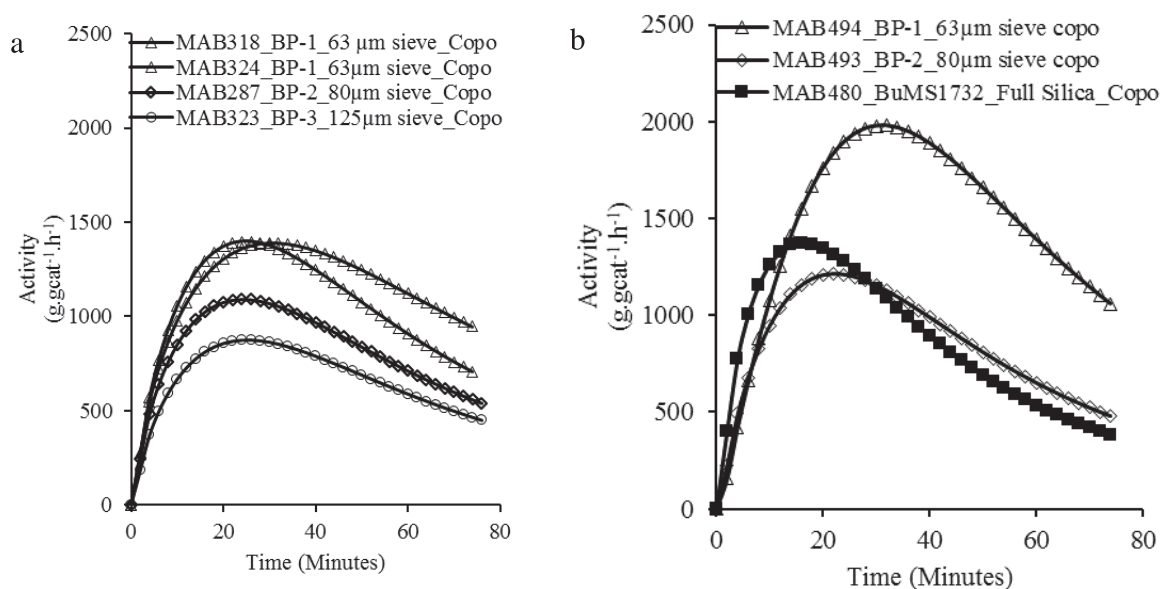 a
2500
2000
1500
1000
500
0
Activity
(g.gcat⁻¹.h⁻¹)
MAB318_BP-1_63 µm sieve_Copo
MAB324_BP-1_63µm sieve_Copo
MAB287_BP-2_80µm sieve_Copo
MAB323_BP-3_125µm sieve_Copo
0 20 40 60 80
Time (Minutes)
b
2500
2000
1500
1000
500
0
Activity
(g.gcat⁻¹.h⁻¹)
MAB494_BP-1_63µm sieve copo
MAB493_BP-2_80µm sieve copo
MAB480_BuMS1732_Full Silica_Copo
0 20 40 60 80
Time (Minutes)